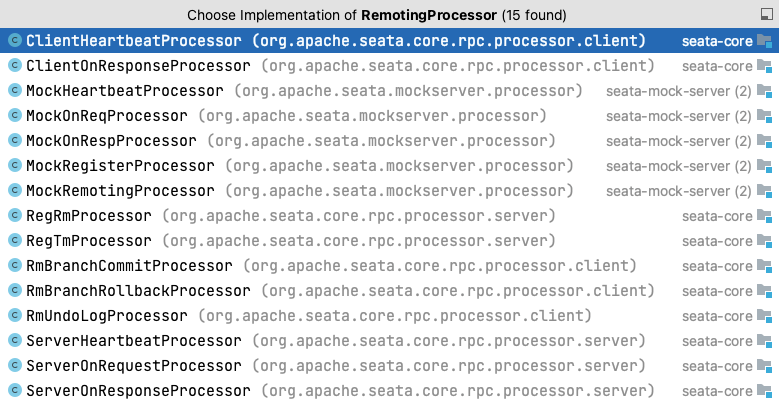 Choose Implementation of RemotingProcessor (15 found)
C ClientHeartbeatProcessor (org.apache.seata.core.rpc.processor.client) seata-core
C ClientOnResponseProcessor (org.apache.seata.core.rpc.processor.client) seata-core
C MockHeartbeatProcessor (org.apache.seata.mockserver.processor) seata-mock-server (2)
C MockOnReqProcessor (org.apache.seata.mockserver.processor) seata-mock-server (2)
C MockOnRespProcessor (org.apache.seata.mockserver.processor) seata-mock-server (2)
C MockRegisterProcessor (org.apache.seata.mockserver.processor) seata-mock-server (2)
C MockRemotingProcessor (org.apache.seata.mockserver.processor) seata-mock-server (2)
C RegRmProcessor (org.apache.seata.core.rpc.processor.server) seata-core
C RegTmProcessor (org.apache.seata.core.rpc.processor.server) seata-core
C RmBranchCommitProcessor (org.apache.seata.core.rpc.processor.client) seata-core
C RmBranchRollbackProcessor (org.apache.seata.core.rpc.processor.client) seata-core
C RmUndoLogProcessor (org.apache.seata.core.rpc.processor.client) seata-core
C ServerHeartbeatProcessor (org.apache.seata.core.rpc.processor.server) seata-core
C ServerOnRequestProcessor (org.apache.seata.core.rpc.processor.server) seata-core
C ServerOnResponseProcessor (org.apache.seata.core.rpc.processor.server) seata-core